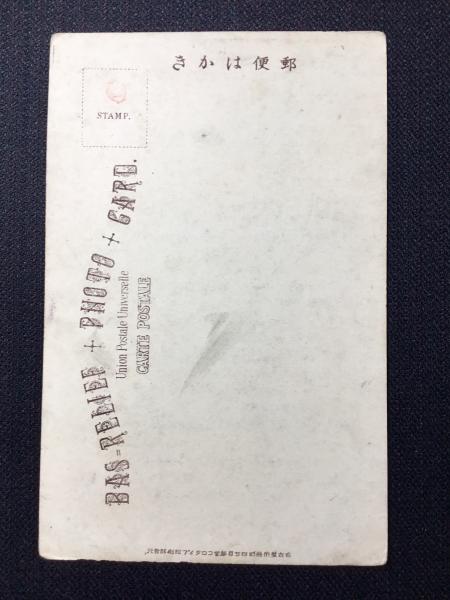 きかは便郵
STAMP.
BAS=RELIEF + PHOTO + CARD.
Union Postale Universelle
CARTE POSTALE